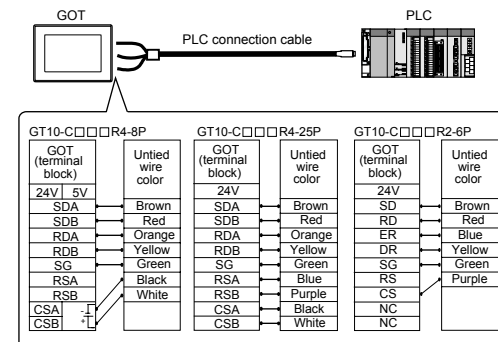 GOT
PLC
PLC connection cable
GT10-C□□□R4-8P
GOT
(terminal
block)
Untied
wire
color
24V 5V
SDA Brown
SDB Red
RDA Orange
RDB Yellow
SG Green
RSA Black
RSB White
CSA -
CSB +
GT10-C□□□R4-25P
GOT
(terminal
block)
Untied
wire
color
24V
SDA Brown
SDB Red
RDA Orange
RDB Yellow
SG Green
RSA Blue
RSB Purple
CSA Black
CSB White
GT10-C□□□R2-6P
GOT
(terminal
block)
Untied
wire
color
24V
SD Brown
RD Red
ER Blue
DR Yellow
SG Green
RS Purple
CS
NC
NC